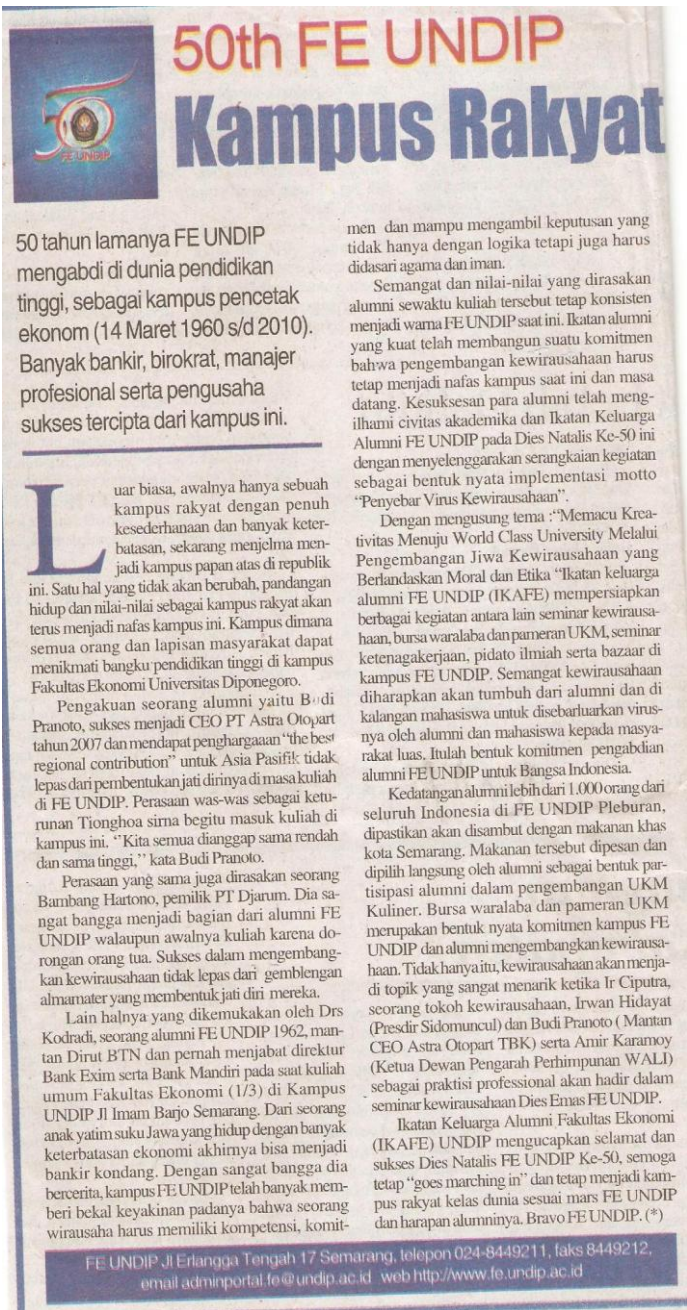 50th FE UNDIP
Kampus Rakyat
50
FE UNDIP
50 tahun lamanya FE UNDIP
mengabdi di dunia pendidikan
tinggi, sebagai kampus pencetak
ekonom (14 Maret 1960 s/d 2010).
Banyak bankir, birokrat, manajer
profesional serta pengusaha
sukses tercipta dari kampus ini.
Luar biasa, awalnya hanya sebuah
kampus rakyat dengan penuh
kesederhanaan dan banyak keter-
batasan, sekarang menjelma men-
jadi kampus papan atas di republik
ini. Satu hal yang tidak akan berubah, pandangan
hidup dan nilai-nilai sebagai kampus rakyat akan
terus menjadi nafas kampus ini. Kampus dimana
semua orang dan lapisan masyarakat dapat
menikmati bangku pendidikan tinggi di kampus
Fakultas Ekonomi Universitas Diponegoro.
Pengakuan seorang alumni yaitu Budi
Pranoto, sukses menjadi CEO PT Astra Otopart
tahun 2007 dan mendapat penghargaaan "the best
regional contribution" untuk Asia Pasifik tidak
lepas dari pembentukan jati dirinya di masa kuliah
di FE UNDIP. Perasaan was-was sebagai ketu-
runan Tionghoa sirna begitu masuk kuliah di
kampus ini. "Kita semua dianggap sama rendah
dan sama tinggi," kata Budi Pranoto.
Perasaan yang sama juga dirasakan seorang
Bambang Hartono, pemilik PT Djarum. Dia sa-
ngat bangga menjadi bagian dari alumni FE
UNDIP walaupun awalnya kuliah karena do-
rongan orang tua. Sukses dalam mengembang-
kan kewirausahaan tidak lepas dari gemblengan
almamater yang membentuk jati diri mereka.
Lain halnya yang dikemukakan oleh Drs
Kodradi, seorang alumni FE UNDIP 1962, man-
tan Dirut BTN dan pernah menjabat direktur
Bank Exim serta Bank Mandiri pada saat kuliah
umum Fakultas Ekonomi (1/3) di Kampus
UNDIP Jl Imam Barjo Semarang. Dari seorang
anak yatim suku Jawa yang hidup dengan banyak
keterbatasan ekonomi akhirnya bisa menjadi
bankir kondang. Dengan sangat bangga dia
bercerita, kampus FE UNDIP telah banyak mem-
beri bekal keyakinan padanya bahwa seorang
wirausaha harus memiliki kompetensi, komit-
men dan mampu mengambil keputusan yang
tidak hanya dengan logika tetapi juga harus
didasari agama dan iman.
Semangat dan nilai-nilai yang dirasakan
alumni sewaktu kuliah tersebut tetap konsisten
menjadi warna FE UNDIP saat ini. Ikatan alumni
yang kuat telah membangun suatu komitmen
bahwa pengembangan kewirausahaan harus
tetap menjadi nafas kampus saat ini dan masa
datang. Kesuksesan para alumni telah meng-
ilhami civitas akademika dan Ikatan Keluarga
Alumni FE UNDIP pada Dies Natalis Ke-50 ini
dengan menyelenggarakan serangkaian kegiatan
sebagai bentuk nyata implementasi motto
"Penyebar Virus Kewirausahaan".
Dengan mengusung tema :"Memacu Krea-
tivitas Menuju World Class University Melalui
Pengembangan Jiwa Kewirausahaan yang
Berlandaskan Moral dan Etika "Ikatan keluarga
alumni FE UNDIP (IKAFE) mempersiapkan
berbagai kegiatan antara lain seminar kewirausa-
haan, bursa waralaba dan pameran UKM, seminar
ketenagakerjaan, pidato ilmiah serta bazaar di
kampus FE UNDIP. Semangat kewirausahaan
diharapkan akan tumbuh dari alumni dan di
kalangan mahasiswa untuk disebarluarkan virus-
nya oleh alumni dan mahasiswa kepada masya-
rakat luas. Itulah bentuk komitmen pengabdian
alumni FE UNDIP untuk Bangsa Indonesia.
Kedatangan alumni lebih dari 1.000 orang dari
seluruh Indonesia di FE UNDIP Pleburan,
dipastikan akan disambut dengan makanan khas
kota Semarang. Makanan tersebut dipesan dan
dipilih langsung oleh alumni sebagai bentuk par-
tisipasi alumni dalam pengembangan UKM
Kuliner. Bursa waralaba dan pameran UKM
merupakan bentuk nyata komitmen kampus FE
UNDIP dan alumni mengembangkan kewirausa-
haan. Tidak hanya itu, kewirausahaan akan menja-
di topik yang sangat menarik ketika Ir Ciputra,
seorang tokoh kewirausahaan, Irwan Hidayat
(Presdir Sidomuncul) dan Budi Pranoto ( Mantan
CEO Astra Otopart TBK) serta Amir Karamoy
(Ketua Dewan Pengarah Perhimpunan WALI)
sebagai praktisi professional akan hadir dalam
seminar kewirausahaan Dies Emas FE UNDIP.
Ikatan Keluarga Alumni Fakultas Ekonomi
(IKAFE) UNDIP mengucapkan selamat dan
sukses Dies Natalis FE UNDIP Ke-50, semoga
tetap "goes marching in" dan tetap menjadi kam-
pus rakyat kelas dunia sesuai mars FE UNDIP
dan harapan alumninya. Bravo FE UNDIP. (*)
FE UNDIP Jl Erlangga Tengah 17 Semarang, telepon 024-8449211, faks 8449212,
email adminportal.fe@undip.ac.id web http://www.fe.undip.ac.id